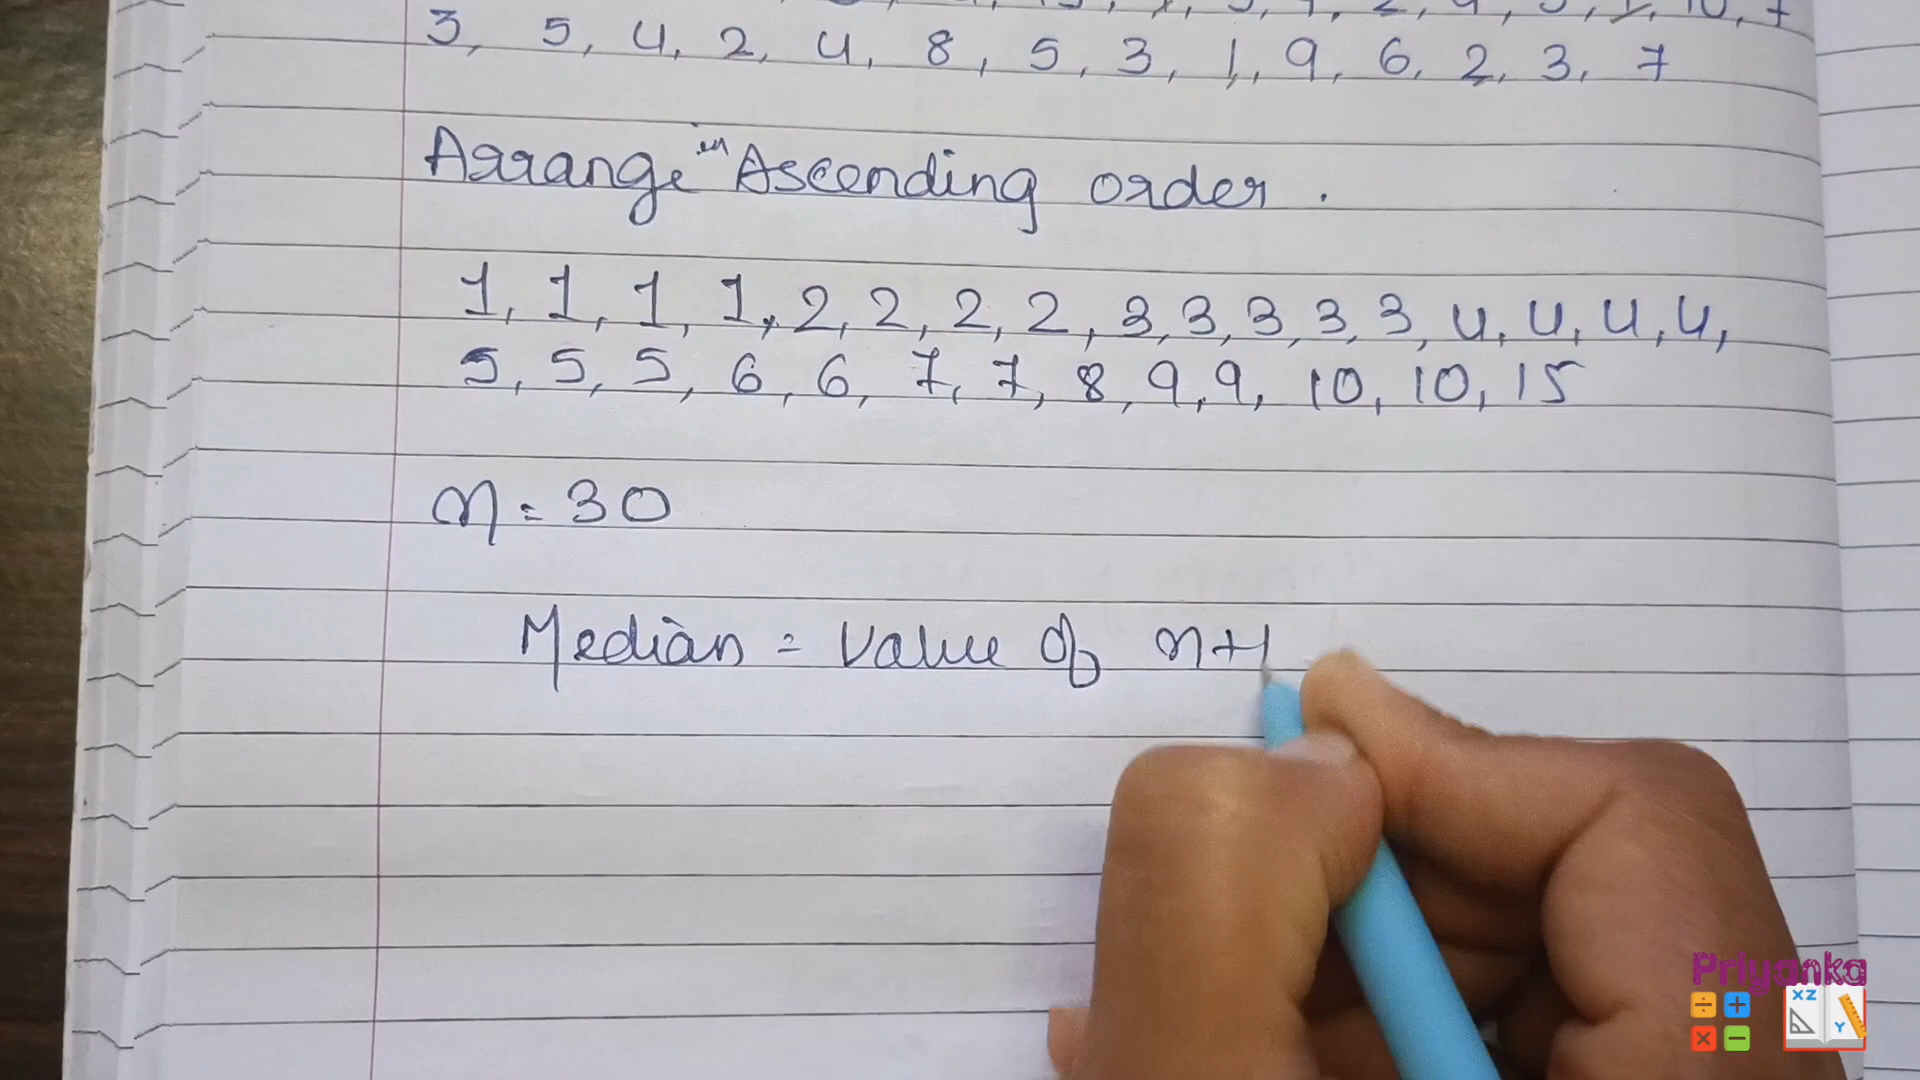 3, 5, 4, 2, 4, 8, 5, 3, 1, 9, 6, 2, 3, 7
Arrange in Ascending order.
1, 1, 1, 1, 2, 2, 2, 2, 3, 3, 3, 3, 3, 4, 4, 4, 4,
5, 5, 5, 6, 6, 7, 7, 8, 9, 9, 10, 10, 15
n = 30
Median = Value of n+1
Priyanka
XZ
Y